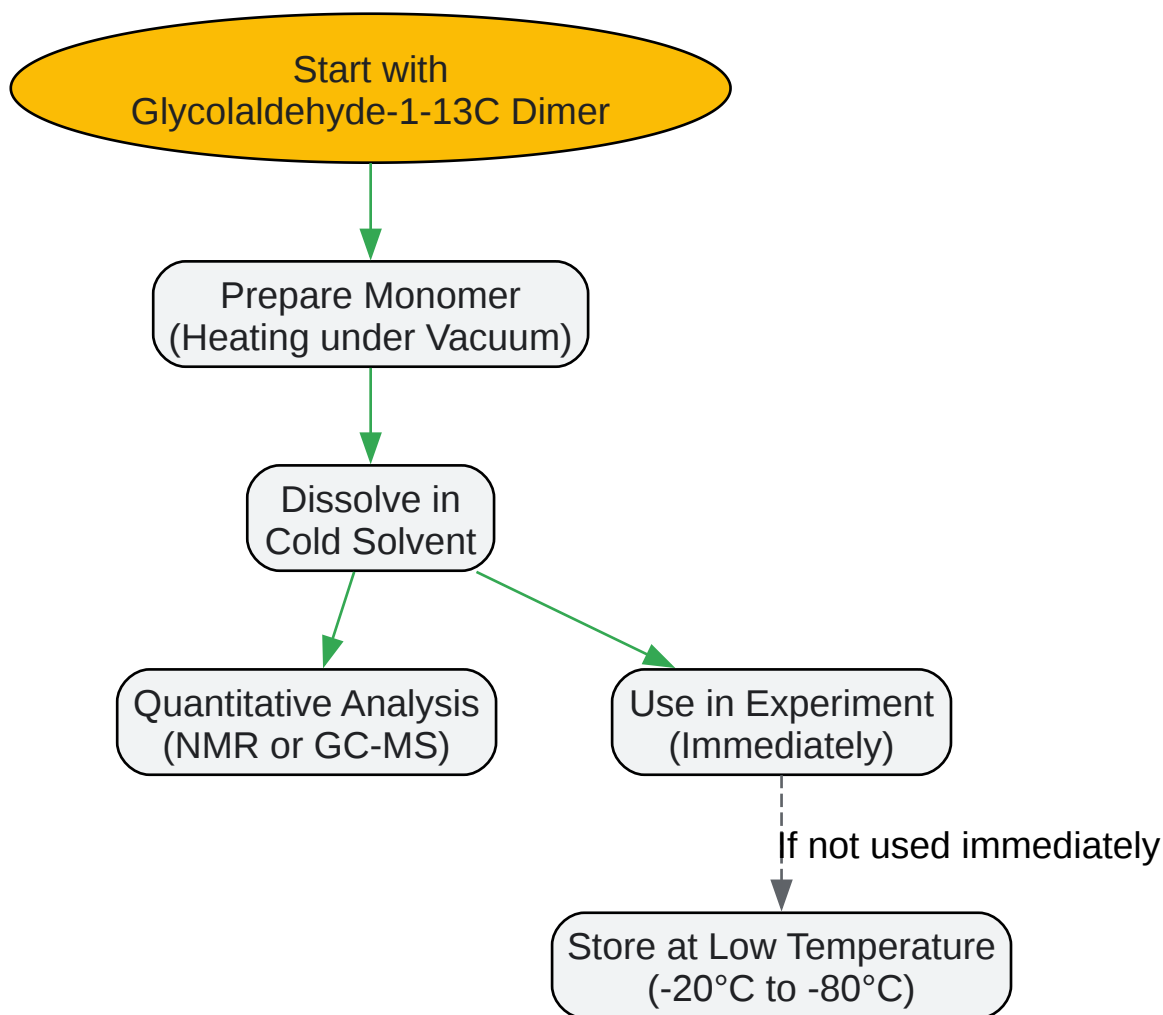 Start with
Glycolaldehyde-1-13C Dimer
Prepare Monomer
(Heating under Vacuum)
Dissolve in
Cold Solvent
Quantitative Analysis
(NMR or GC-MS)
Use in Experiment
(Immediately)
If not used immediately
Store at Low Temperature
(-20°C to -80°C)